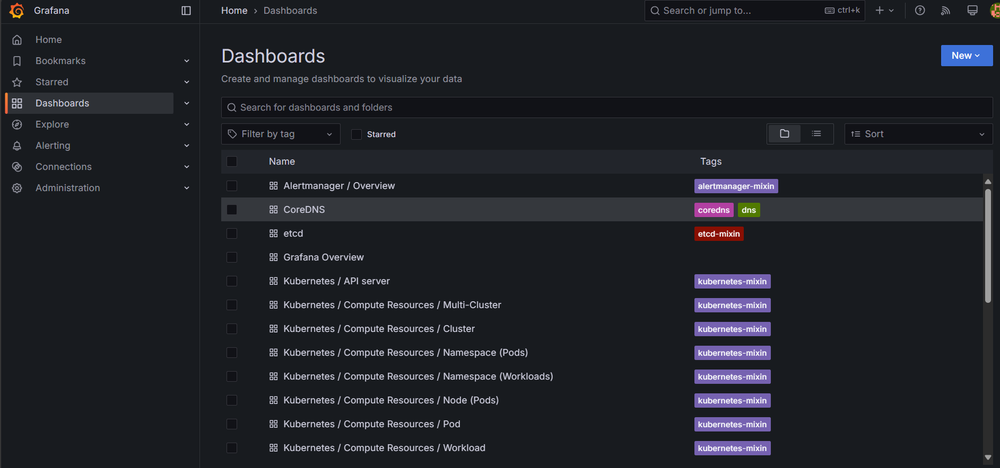 Grafana
Home › Dashboards
Search or jump to...
ctrl+k
Home
Bookmarks
Starred
Dashboards
Explore
Alerting
Connections
Administration
Dashboards
New
Create and manage dashboards to visualize your data
Search for dashboards and folders
Filter by tag
Starred
Sort
Name Tags
Alertmanager / Overview alertmanager-mixin
CoreDNS coredns dns
etcd etcd-mixin
Grafana Overview
Kubernetes / API server kubernetes-mixin
Kubernetes / Compute Resources / Multi-Cluster kubernetes-mixin
Kubernetes / Compute Resources / Cluster kubernetes-mixin
Kubernetes / Compute Resources / Namespace (Pods) kubernetes-mixin
Kubernetes / Compute Resources / Namespace (Workloads) kubernetes-mixin
Kubernetes / Compute Resources / Node (Pods) kubernetes-mixin
Kubernetes / Compute Resources / Pod kubernetes-mixin
Kubernetes / Compute Resources / Workload kubernetes-mixin